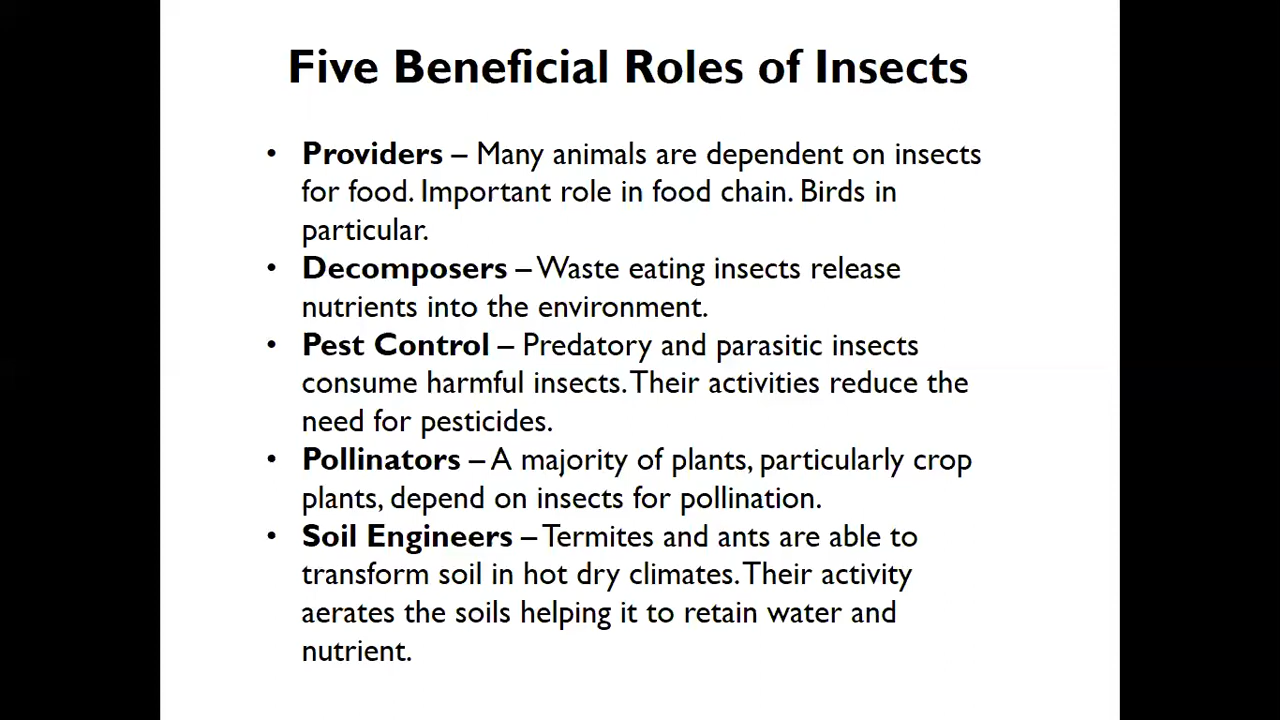 Five Beneficial Roles of Insects
• Providers – Many animals are dependent on insects
for food. Important role in food chain. Birds in
particular.
• Decomposers – Waste eating insects release
nutrients into the environment.
• Pest Control – Predatory and parasitic insects
consume harmful insects. Their activities reduce the
need for pesticides.
• Pollinators – A majority of plants, particularly crop
plants, depend on insects for pollination.
• Soil Engineers – Termites and ants are able to
transform soil in hot dry climates. Their activity
aerates the soils helping it to retain water and
nutrient.